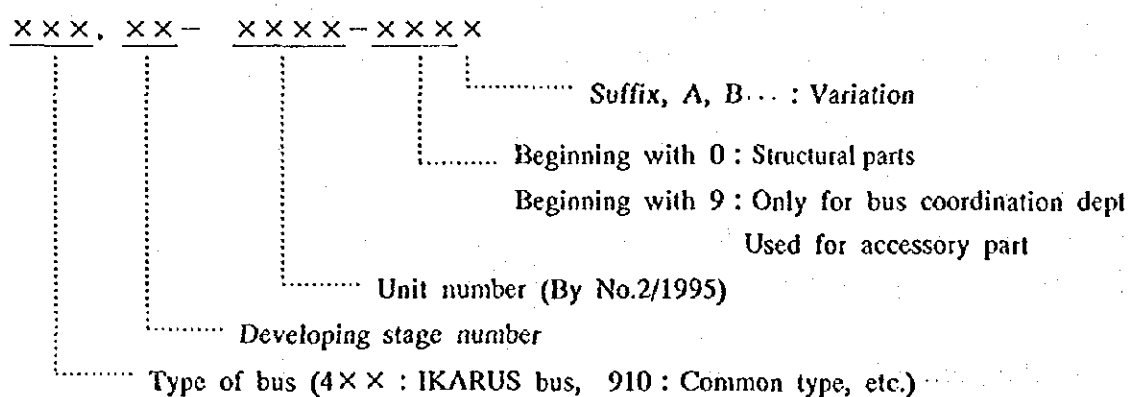 ×××. ××− ××××−××××
Suffix, A, B··· : Variation
Beginning with 0 : Structural parts
Beginning with 9 : Only for bus coordination dept
Used for accessory part
Unit number (By No.2/1995)
Developing stage number
Type of bus (4×× : IKARUS bus, 910 : Common type, etc.)